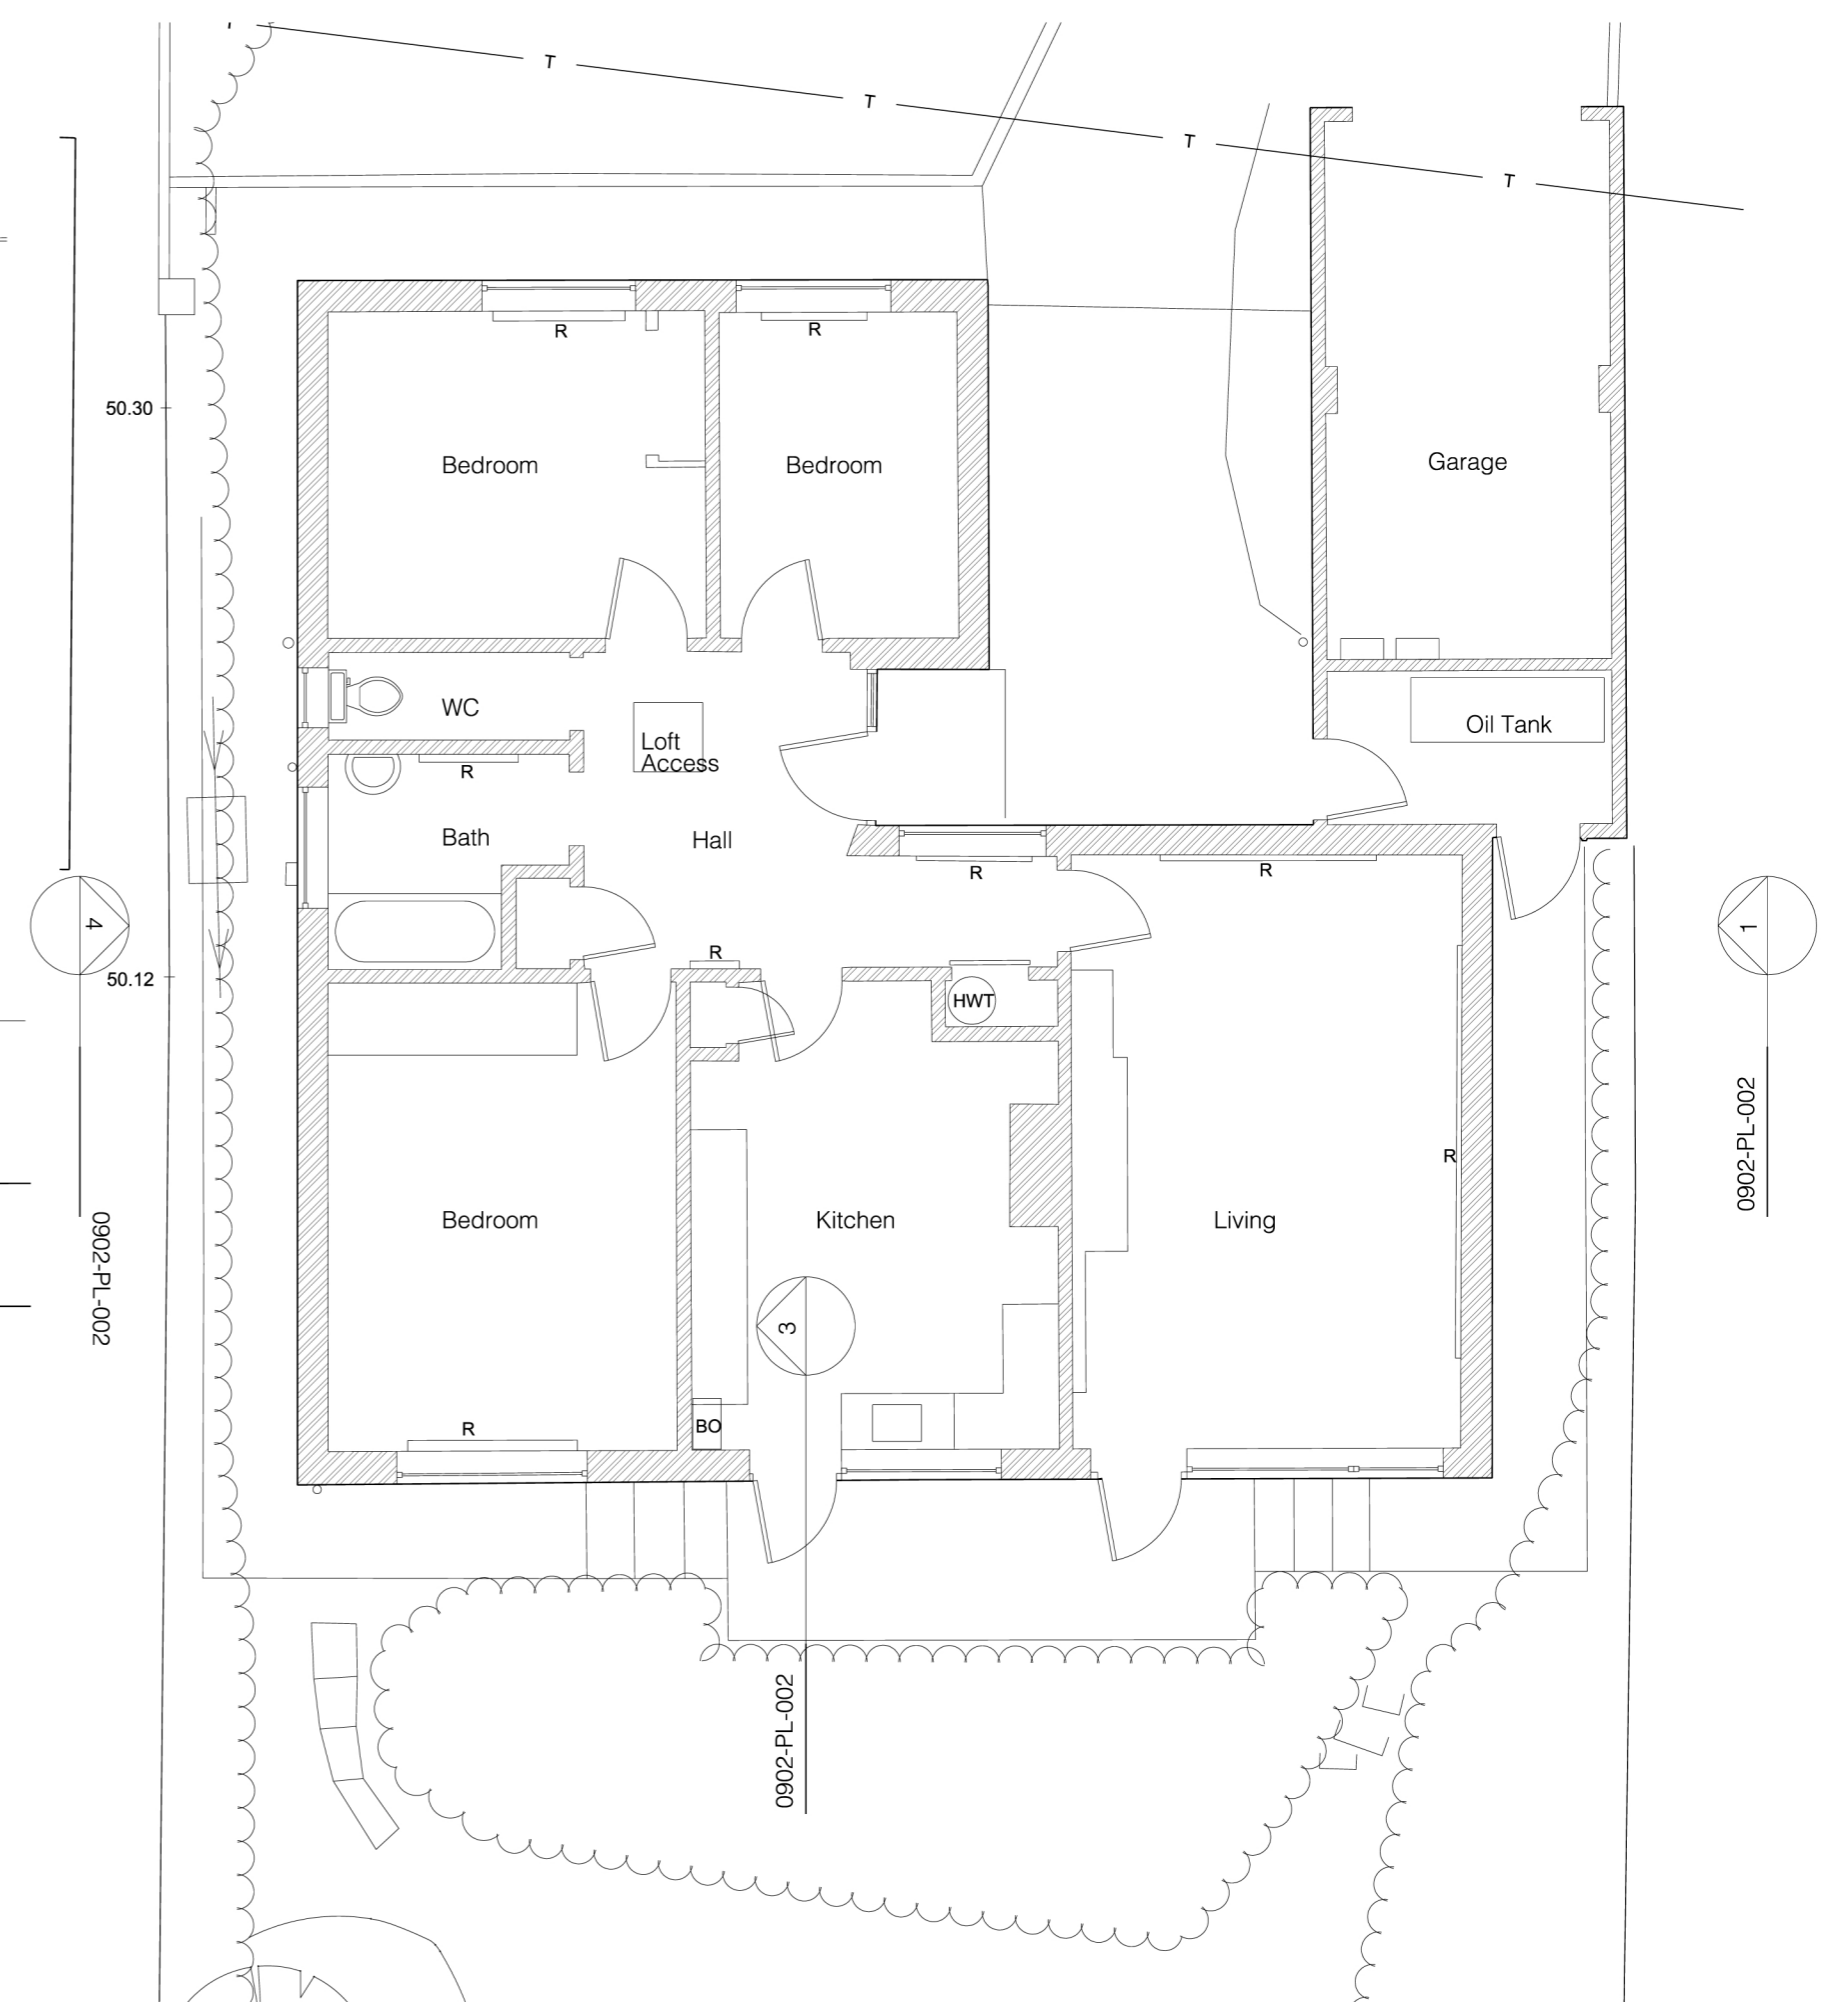 T
T
T
T
T
R
R
50.30
Bedroom
Bedroom
Garage
WC
Loft
Access
Oil Tank
R
Bath
Hall
R
R
4
1
R
50.12
HWT
0902-PL-002
R
Bedroom
Kitchen
Living
0902-PL-002
3
R
BO
0902-PL-002